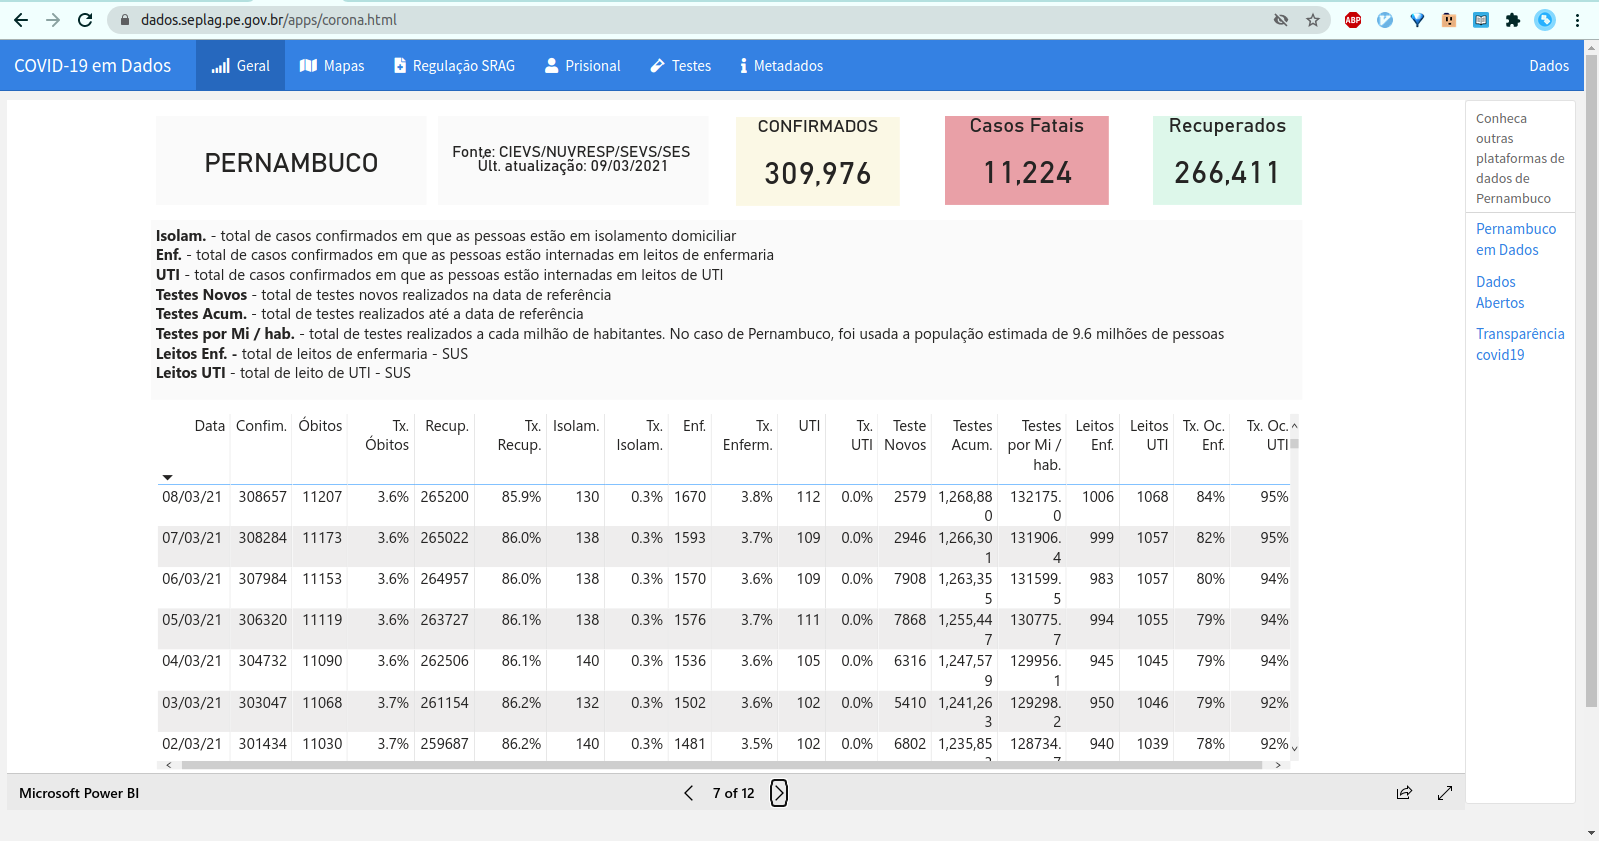 dados.seplag.pe.gov.br/apps/corona.html
ABP
COVID-19 em Dados
Geral
Mapas
Regulação SRAG
Prisional
Testes
Metadados
Dados
PERNAMBUCO
Fonte: CIEVS/NUVRESP/SEVS/SES
Ult. atualização: 09/03/2021
CONFIRMADOS
309,976
Casos Fatais
11,224
Recuperados
266,411
Conheca
outras
plataformas de
dados de
Pernambuco
Pernambuco
em Dados
Dados
Abertos
Transparência
covid19
Isolam. - total de casos confirmados em que as pessoas estão em isolamento domiciliar
Enf. - total de casos confirmados em que as pessoas estão internadas em leitos de enfermaria
UTI - total de casos confirmados em que as pessoas estão internadas em leitos de UTI
Testes Novos - total de testes novos realizados na data de referência
Testes Acum. - total de testes realizados até a data de referência
Testes por Mi / hab. - total de testes realizados a cada milhão de habitantes. No caso de Pernambuco, foi usada a população estimada de 9.6 milhões de pessoas
Leitos Enf. - total de leitos de enfermaria - SUS
Leitos UTI - total de leito de UTI - SUS
Data Confim. Óbitos Tx. Recup. Tx. Isolam. Tx. Enf. Tx. UTI Tx. Teste Testes Testes Leitos Leitos Tx. Oc. Tx. Oc.
Óbitos Recup. Isolam. Enferm. UTI Novos Acum. por Mi / Enf. UTI Enf. UTI
hab.
08/03/21 308657 11207 3.6% 265200 85.9% 130 0.3% 1670 3.8% 112 0.0% 2579 1,268,88 132175. 1006 1068 84% 95%
0 0
07/03/21 308284 11173 3.6% 265022 86.0% 138 0.3% 1593 3.7% 109 0.0% 2946 1,266,30 131906. 999 1057 82% 95%
1 4
06/03/21 307984 11153 3.6% 264957 86.0% 138 0.3% 1570 3.6% 109 0.0% 7908 1,263,35 131599. 983 1057 80% 94%
5 5
05/03/21 306320 11119 3.6% 263727 86.1% 138 0.3% 1576 3.7% 111 0.0% 7868 1,255,44 130775. 994 1055 79% 94%
7 7
04/03/21 304732 11090 3.6% 262506 86.1% 140 0.3% 1536 3.6% 105 0.0% 6316 1,247,57 129956. 945 1045 79% 94%
9 1
03/03/21 303047 11068 3.7% 261154 86.2% 132 0.3% 1502 3.6% 102 0.0% 5410 1,241,26 129298. 950 1046 79% 92%
3 2
02/03/21 301434 11030 3.7% 259687 86.2% 140 0.3% 1481 3.5% 102 0.0% 6802 1,235,85 128734. 940 1039 78% 92%
Microsoft Power BI
7 of 12